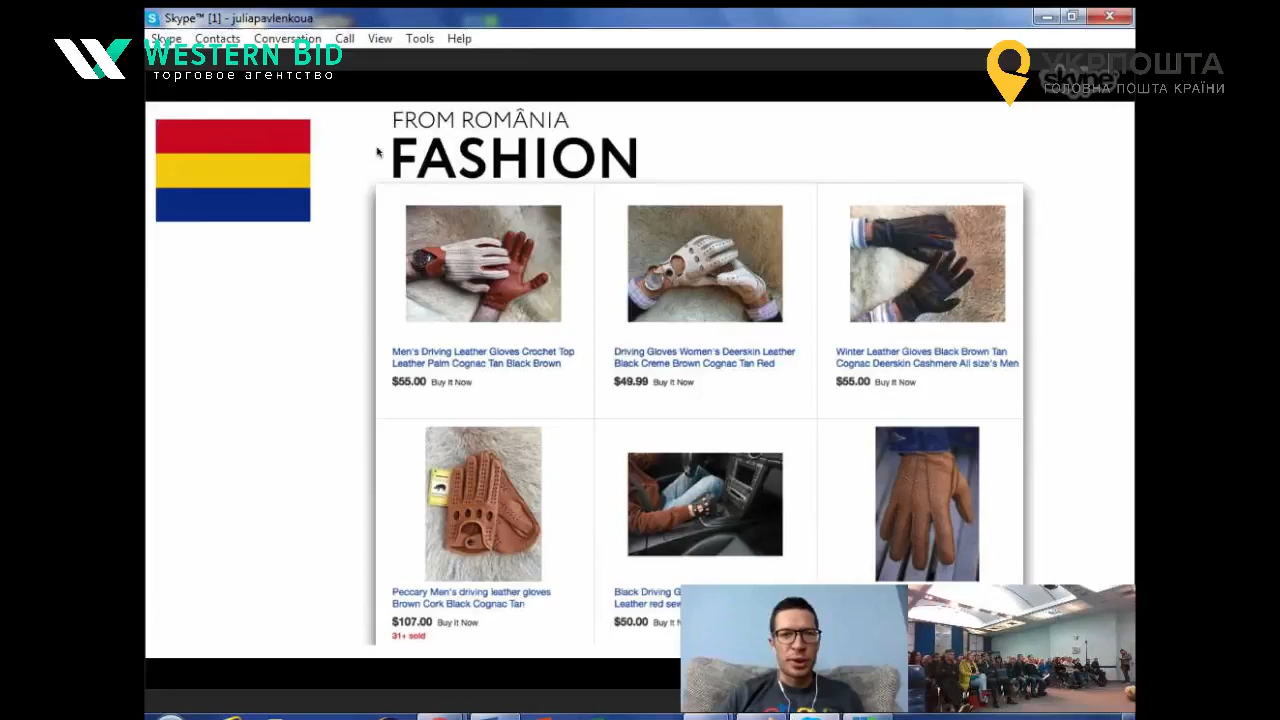 Skype™ [1] - juliapavlenkoua
Skype Contacts Conversation Call View Tools Help
WESTERN BID
торговое агентство
УКРПОШТА
ГОЛОВНА ПОШТА КРАЇНИ
skype
FROM ROMÂNIA
FASHION
Men's Driving Leather Gloves Crochet Top
Leather Palm Cognac Tan Black Brown
$55.00 Buy It Now
Driving Gloves Women's Deerskin Leather
Black Creme Brown Cognac Tan Red
$49.99 Buy It Now
Winter Leather Gloves Black Brown Tan
Cognac Deerskin Cashmere All size's Men
$55.00 Buy It Now
Peccary Men's driving leather gloves
Brown Cork Black Cognac Tan
$107.00 Buy It Now
31+ sold
Black Driving G
Leather red sew
$50.00 Buy